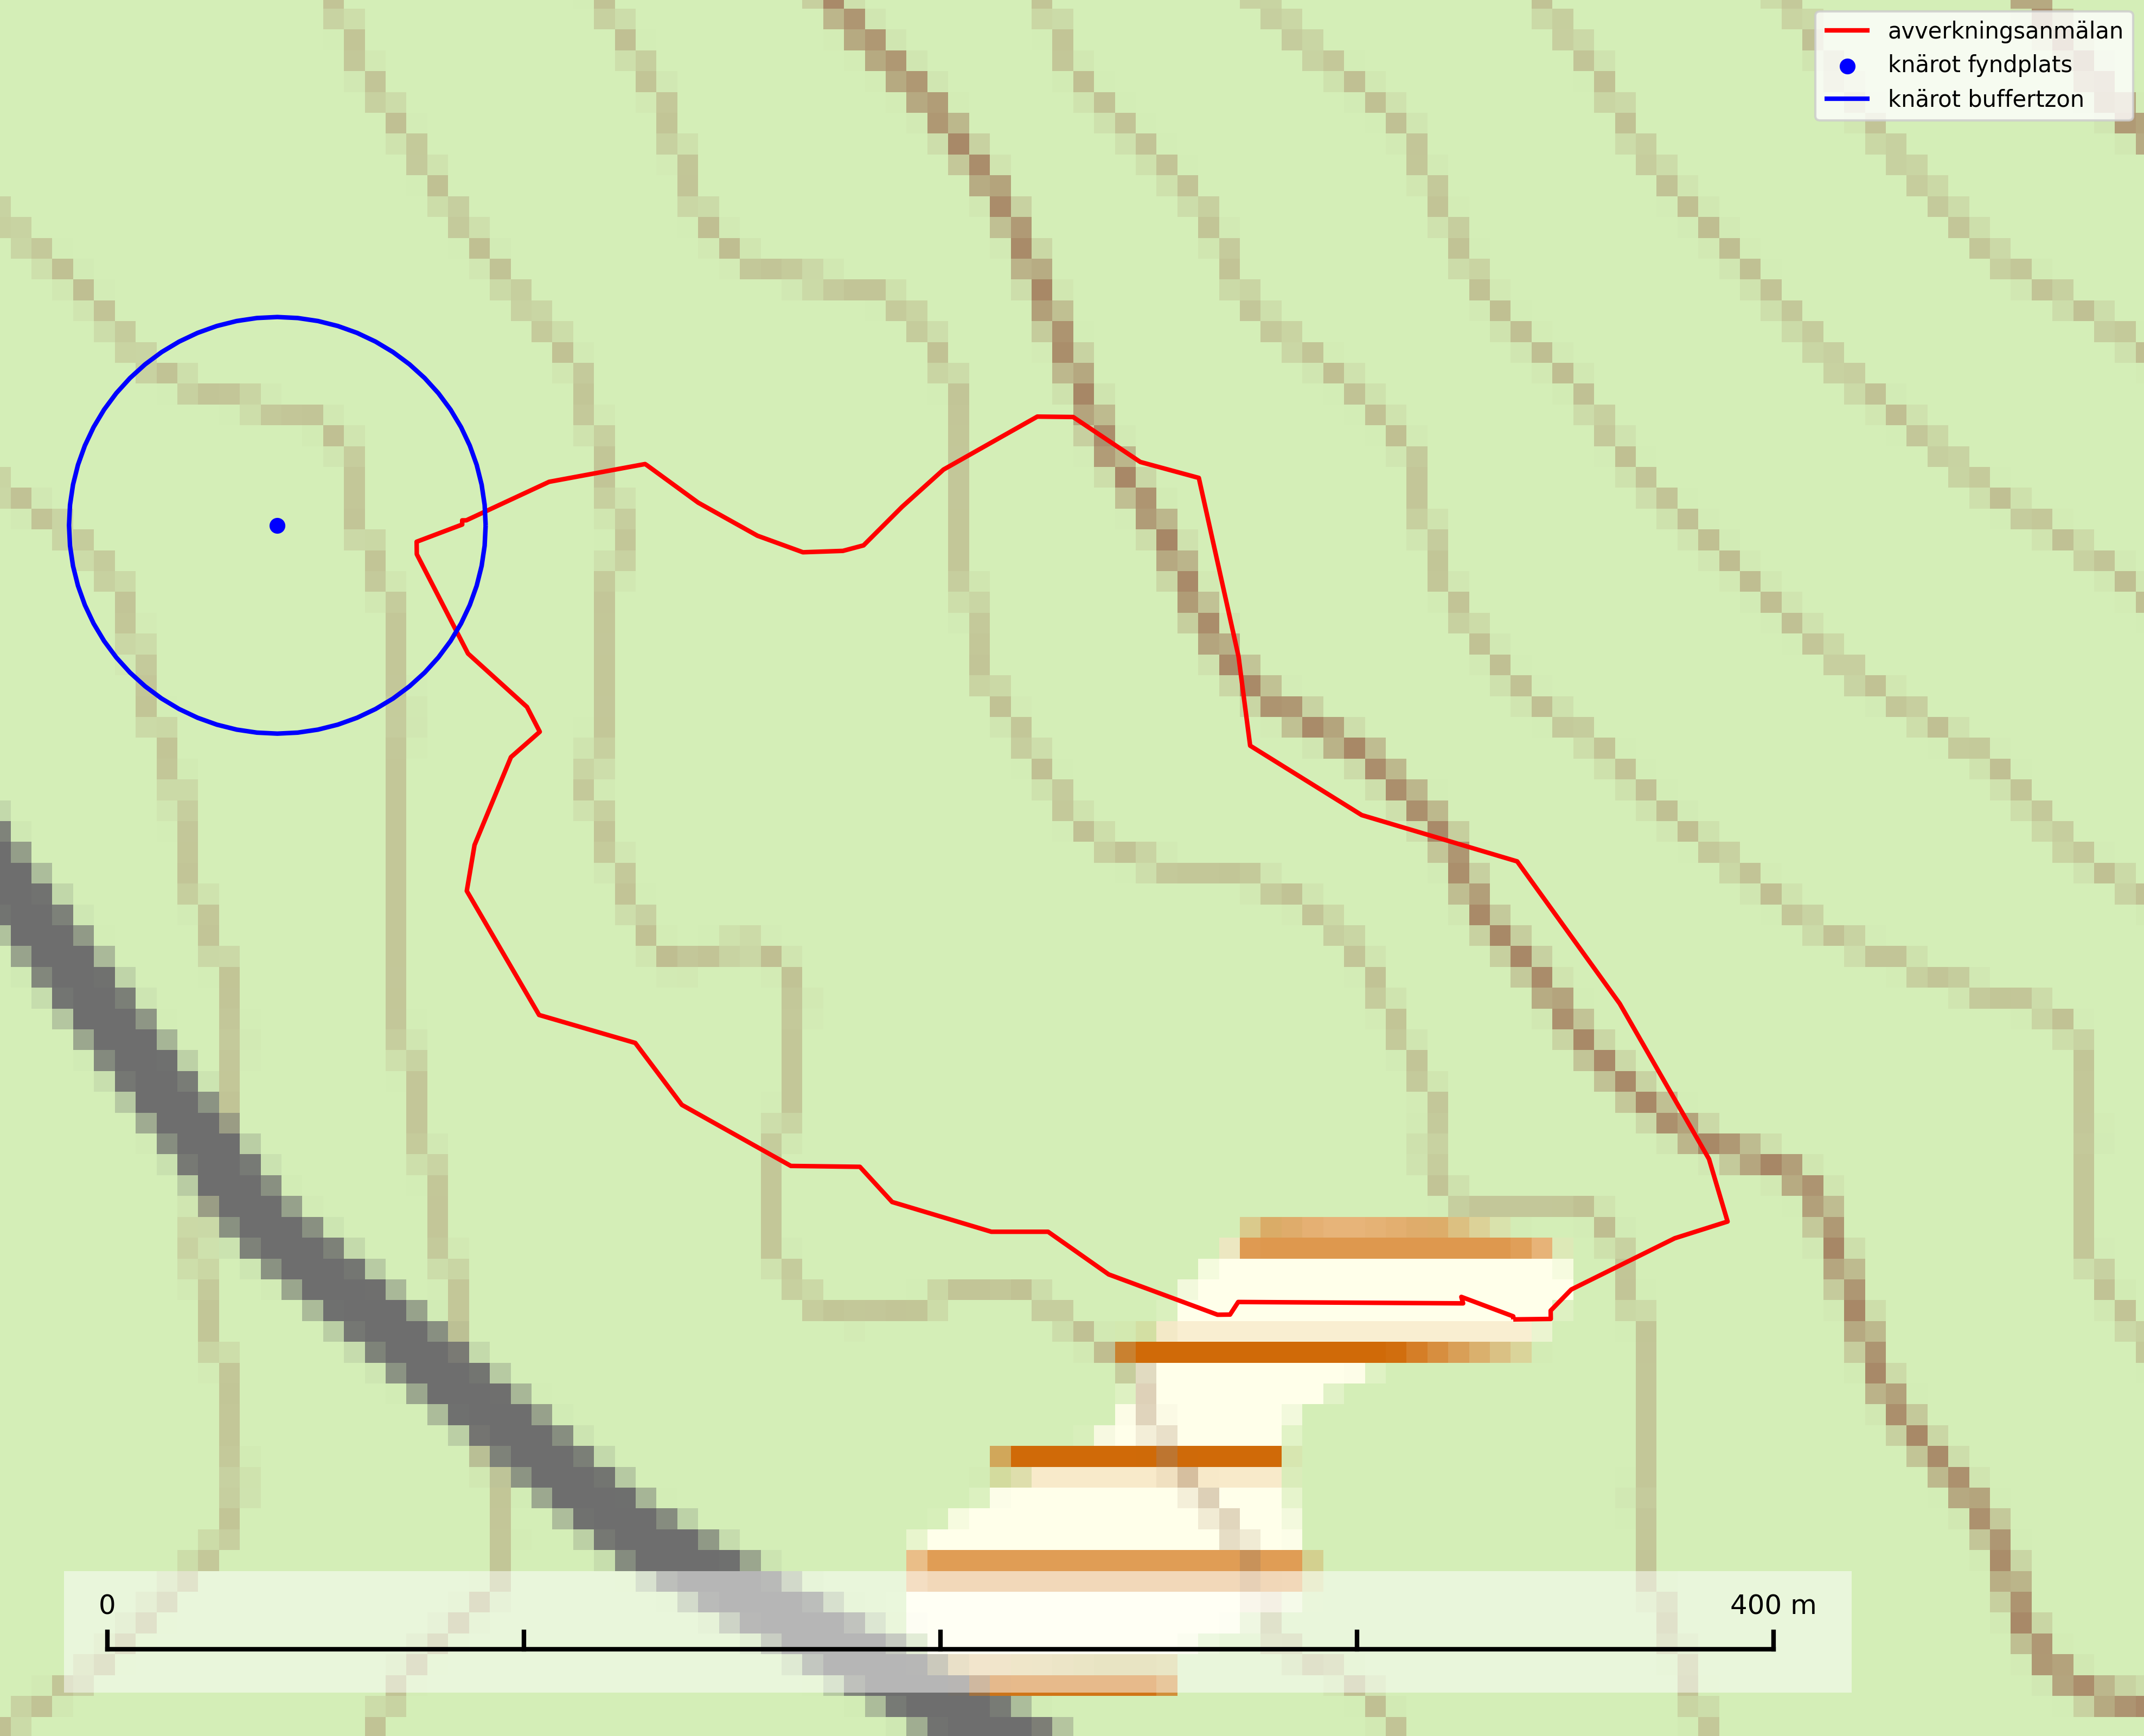 avverkningsanmälan
knärot fyndplats
knärot buffertzon
0
400 m